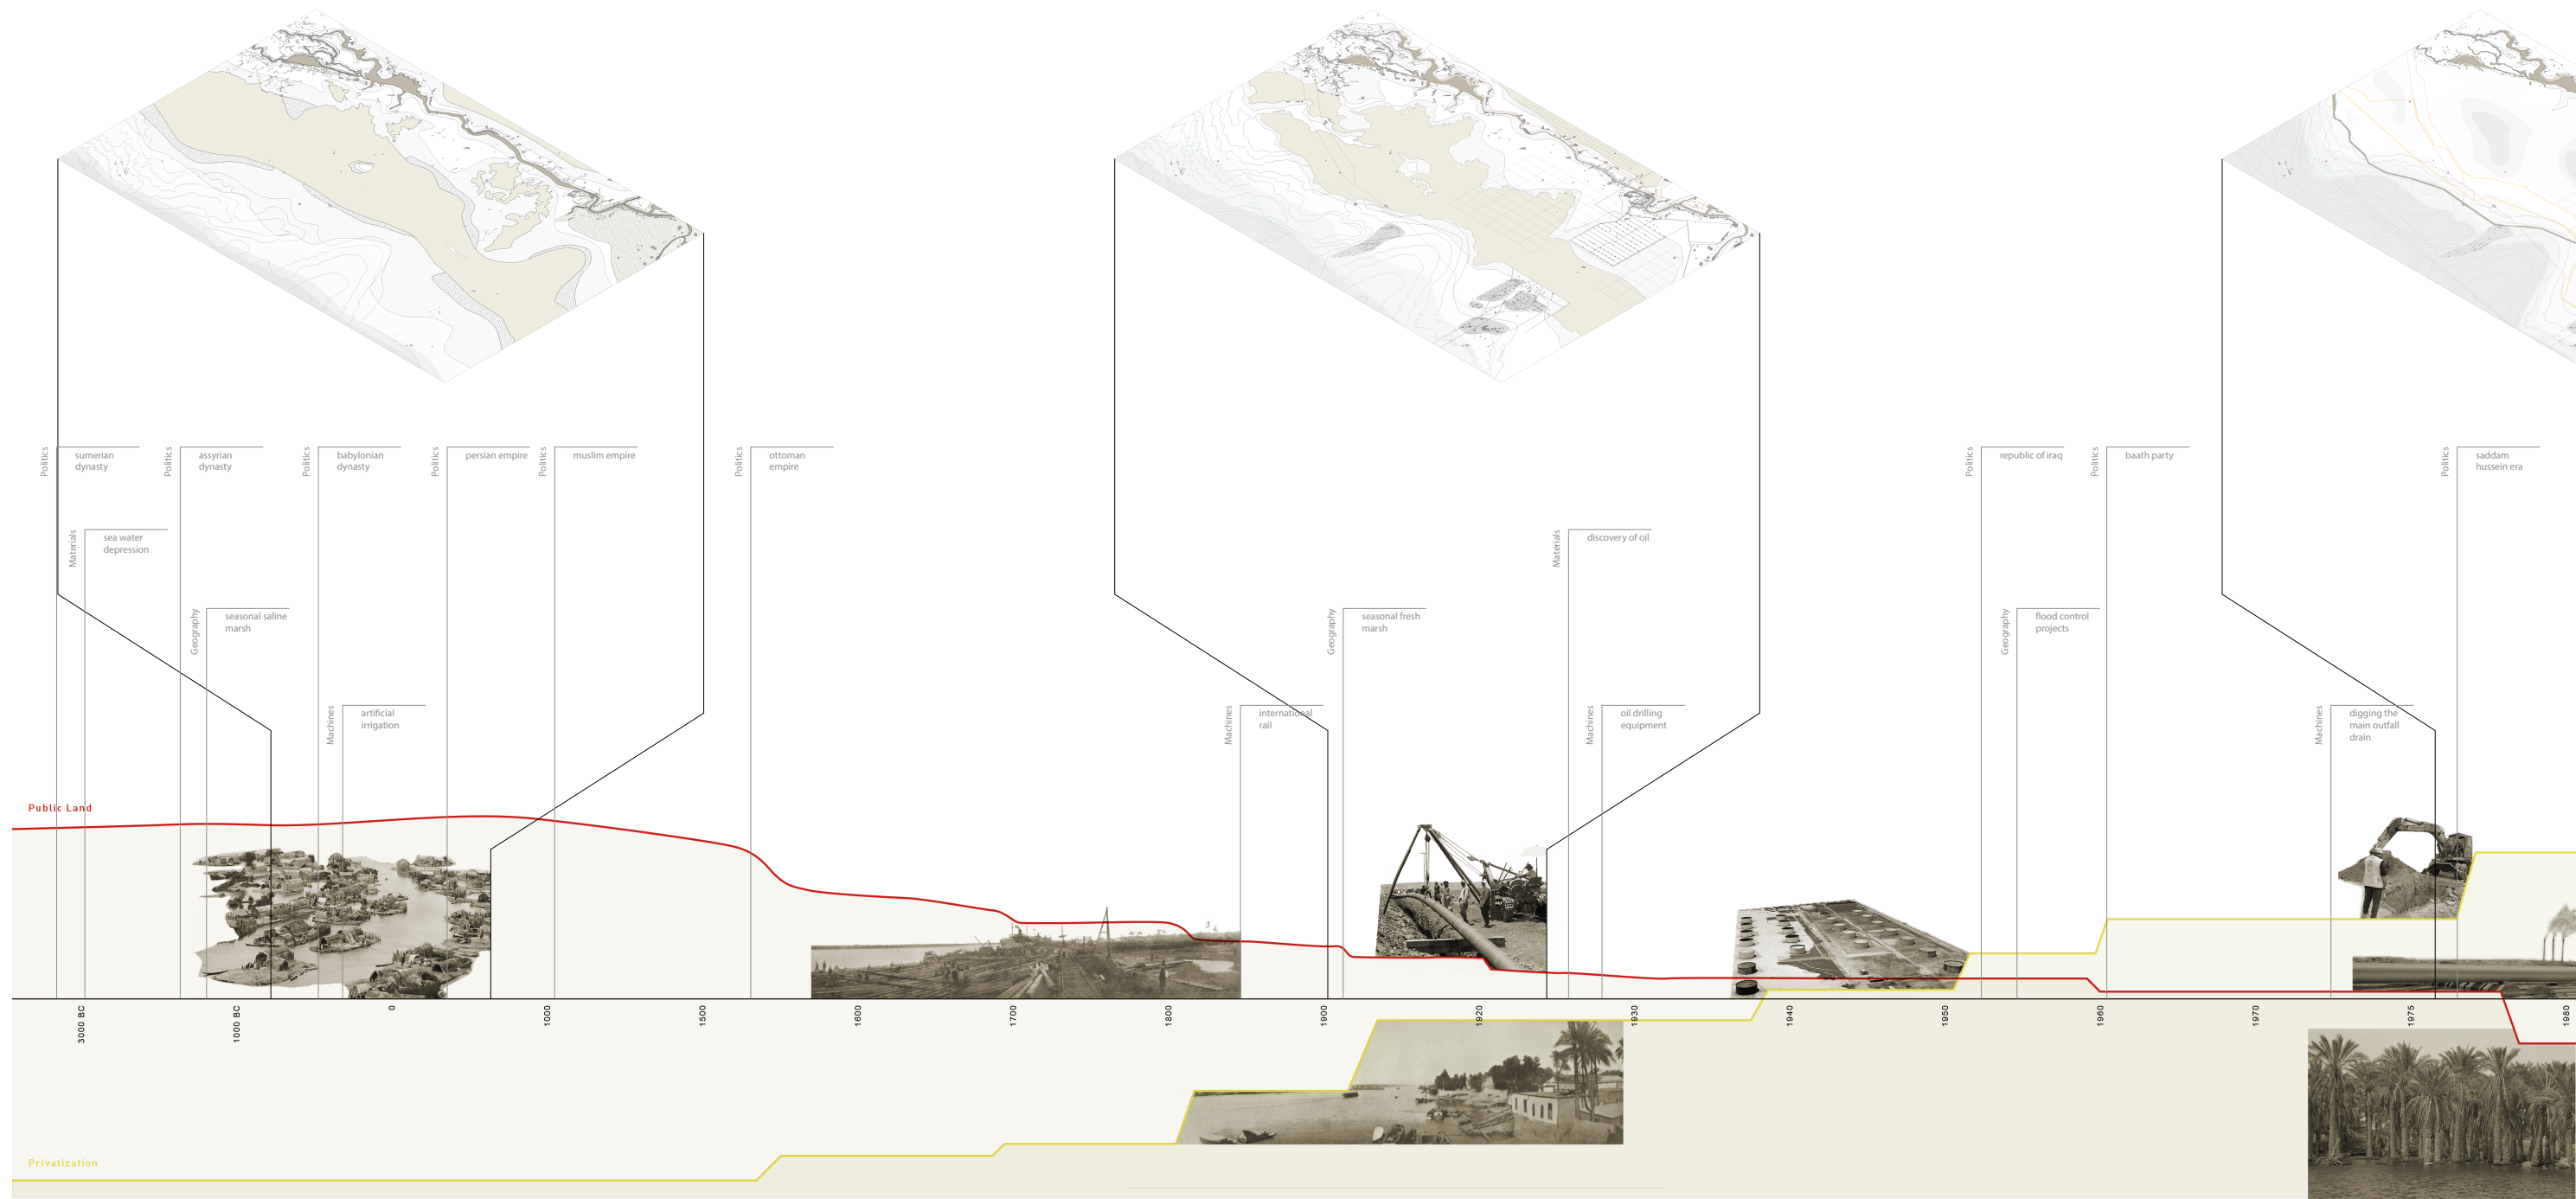 Politics
sumerian
dynasty
Politics
assyrian
dynasty
Politics
babylonian
dynasty
Politics
persian empire
Politics
muslim empire
Politics
ottoman
empire
Politics
republic of iraq
Politics
baath party
Politics
saddam
hussein era
Materials
sea water
depression
Materials
discovery of oil
Geography
seasonal saline
marsh
Geography
seasonal fresh
marsh
Geography
flood control
projects
Machines
artificial
irrigation
Machines
international
rail
Machines
oil drilling
equipment
Machines
digging the
main outfall
drain
Public Land
3000 BC
1000 BC
0
1000
1500
1600
1700
1800
1900
1920
1930
1940
1950
1960
1970
1975
1980
Privatization